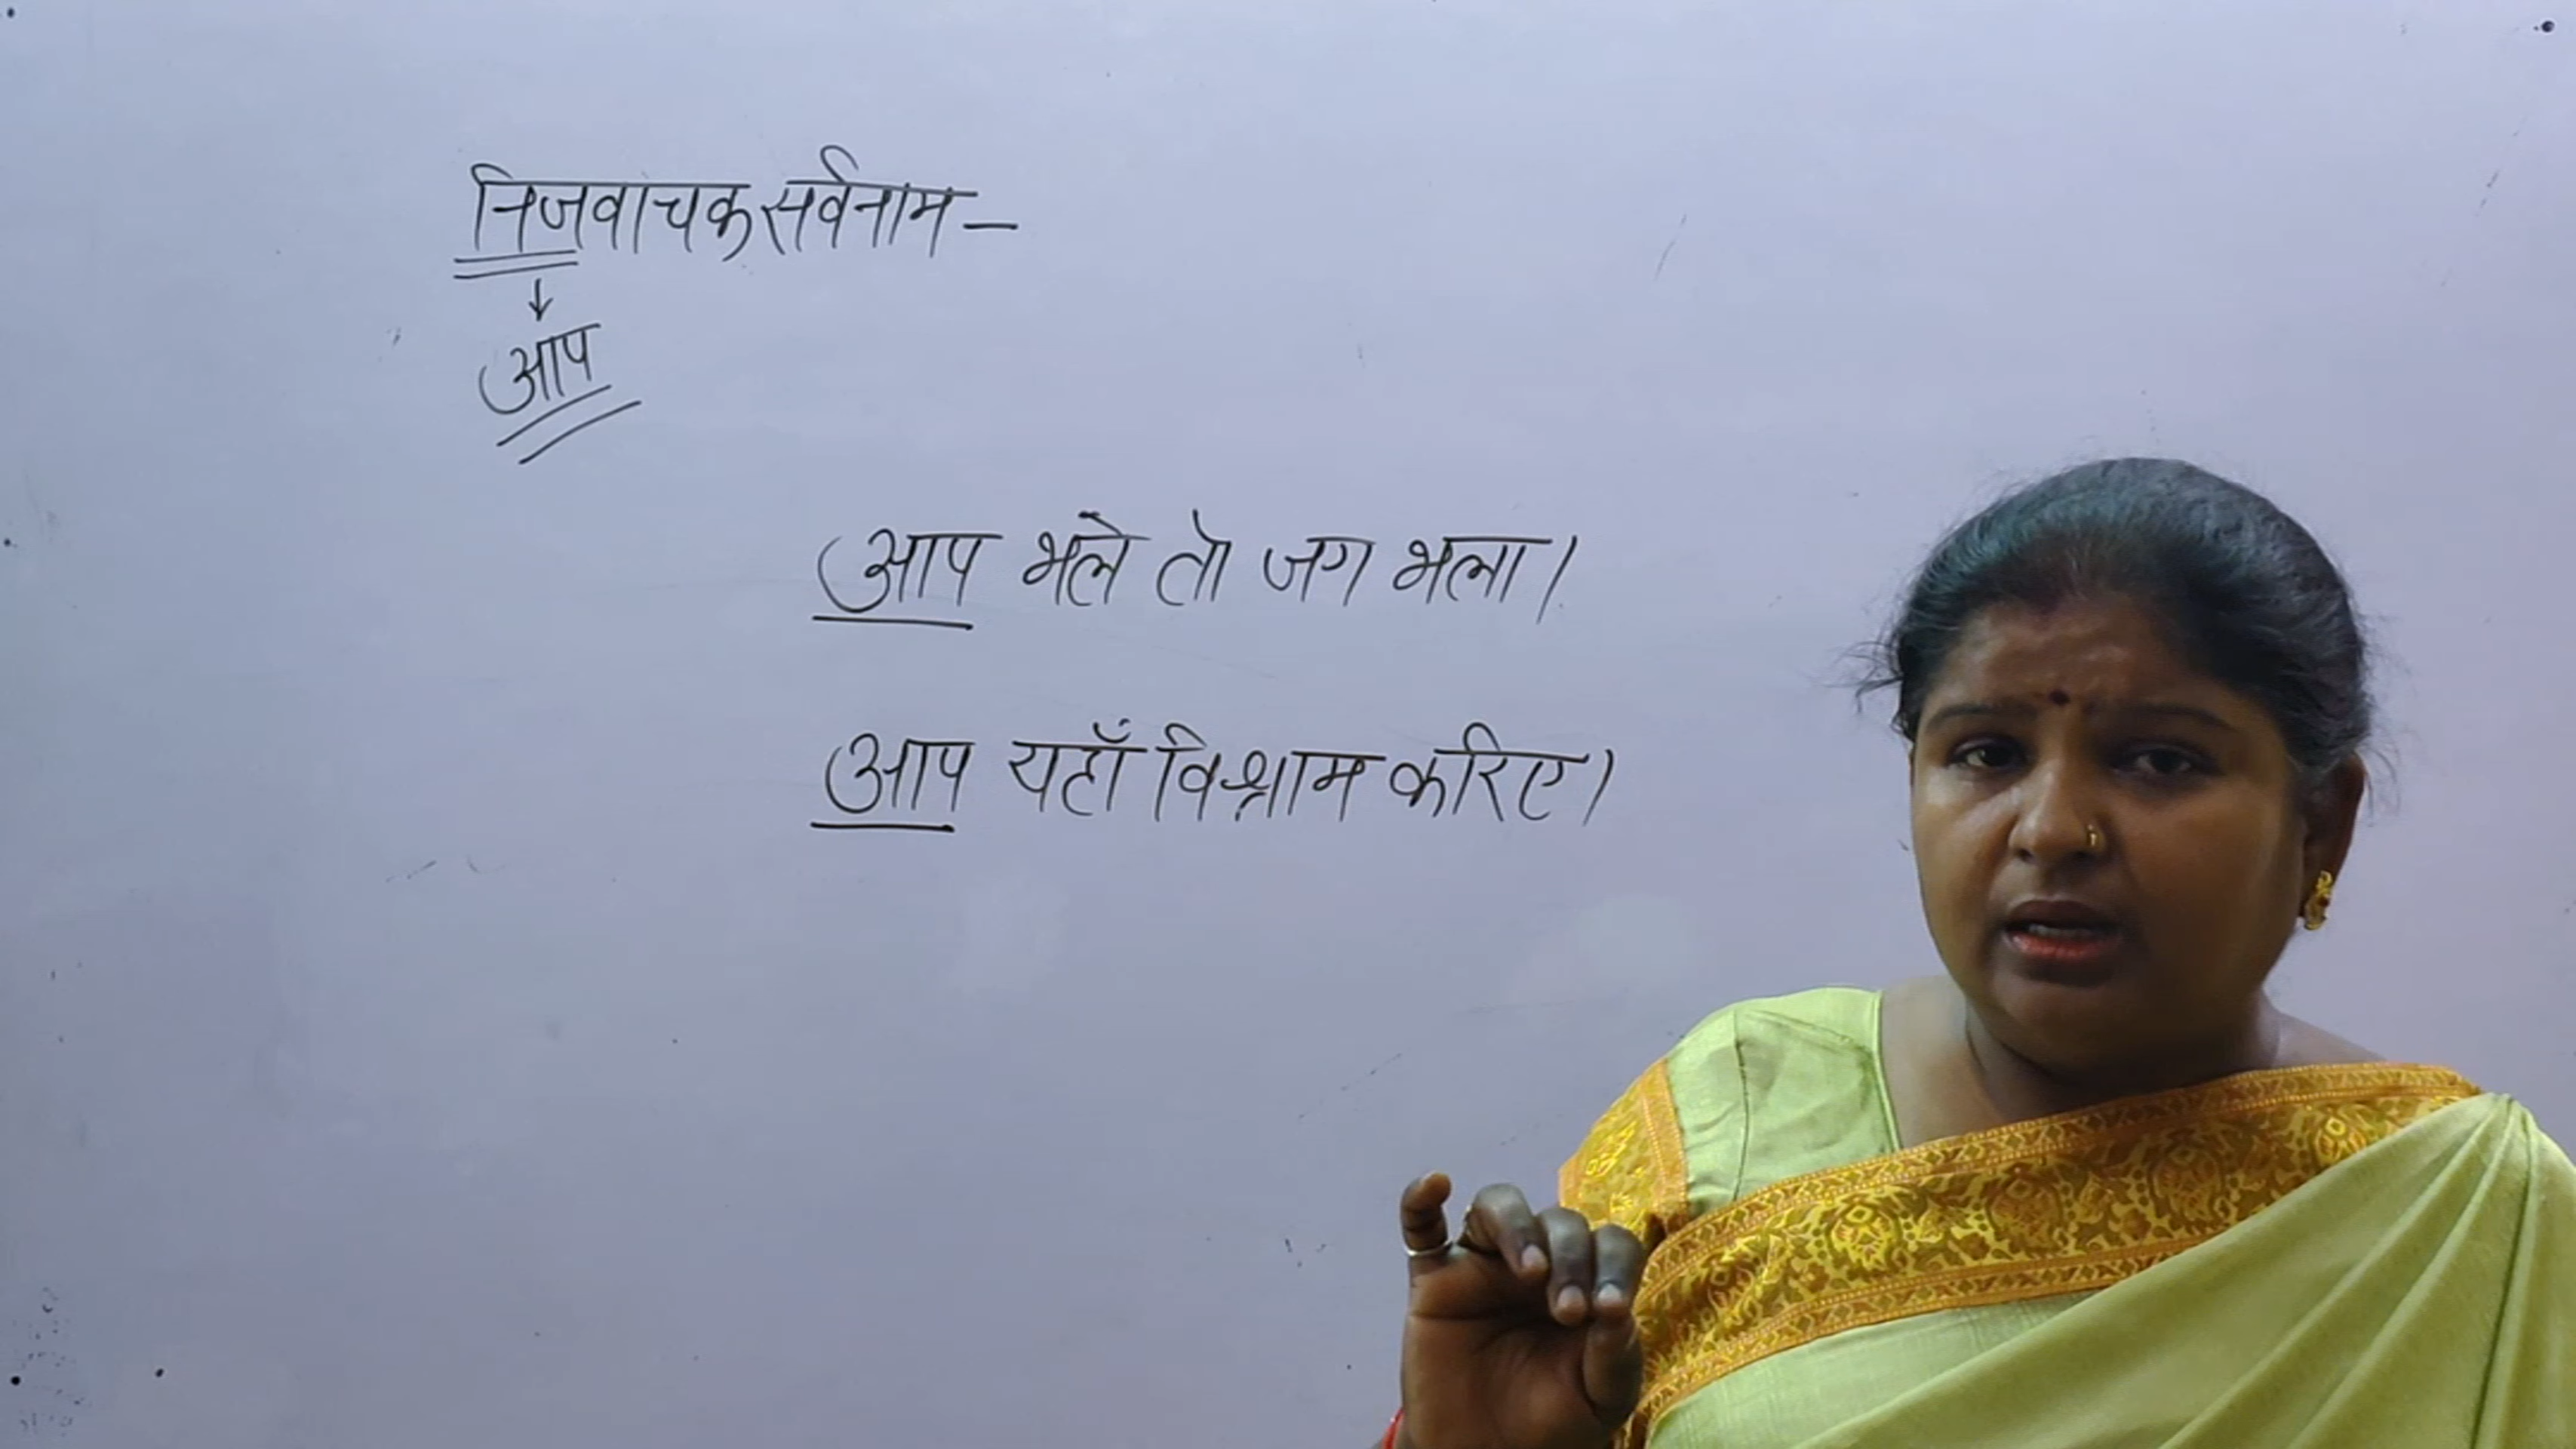 निजवाचक सर्वनाम –
↓
आप
आप भले तो जग भला।
आप यहाँ विश्राम करिए।